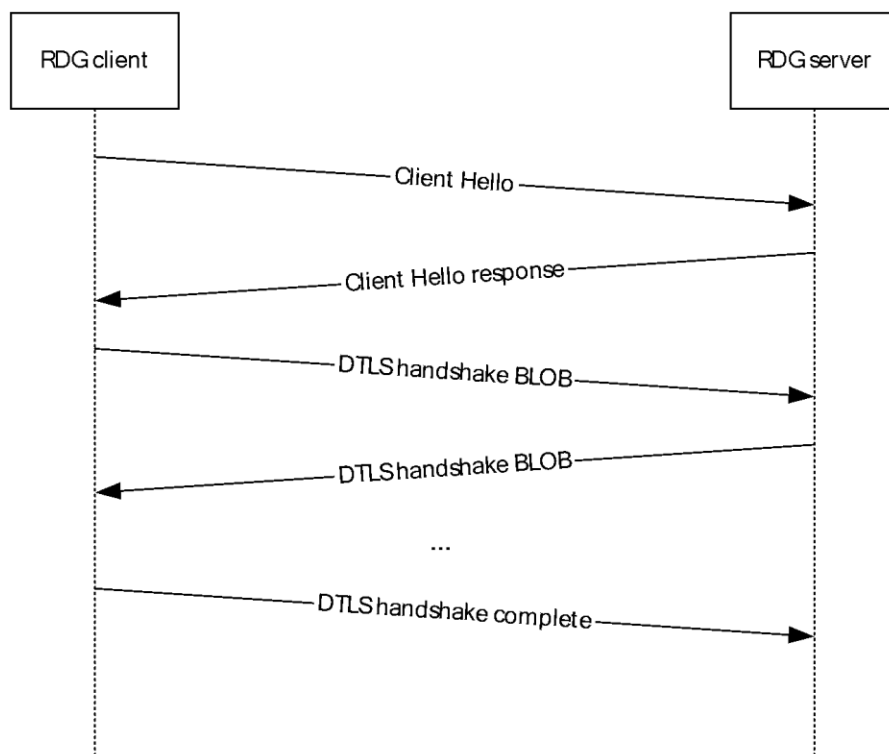 RDG client
RDG server
Client Hello
Client Hello response
DTLS handshake BLOB
DTLS handshake BLOB
...
DTLS handshake complete